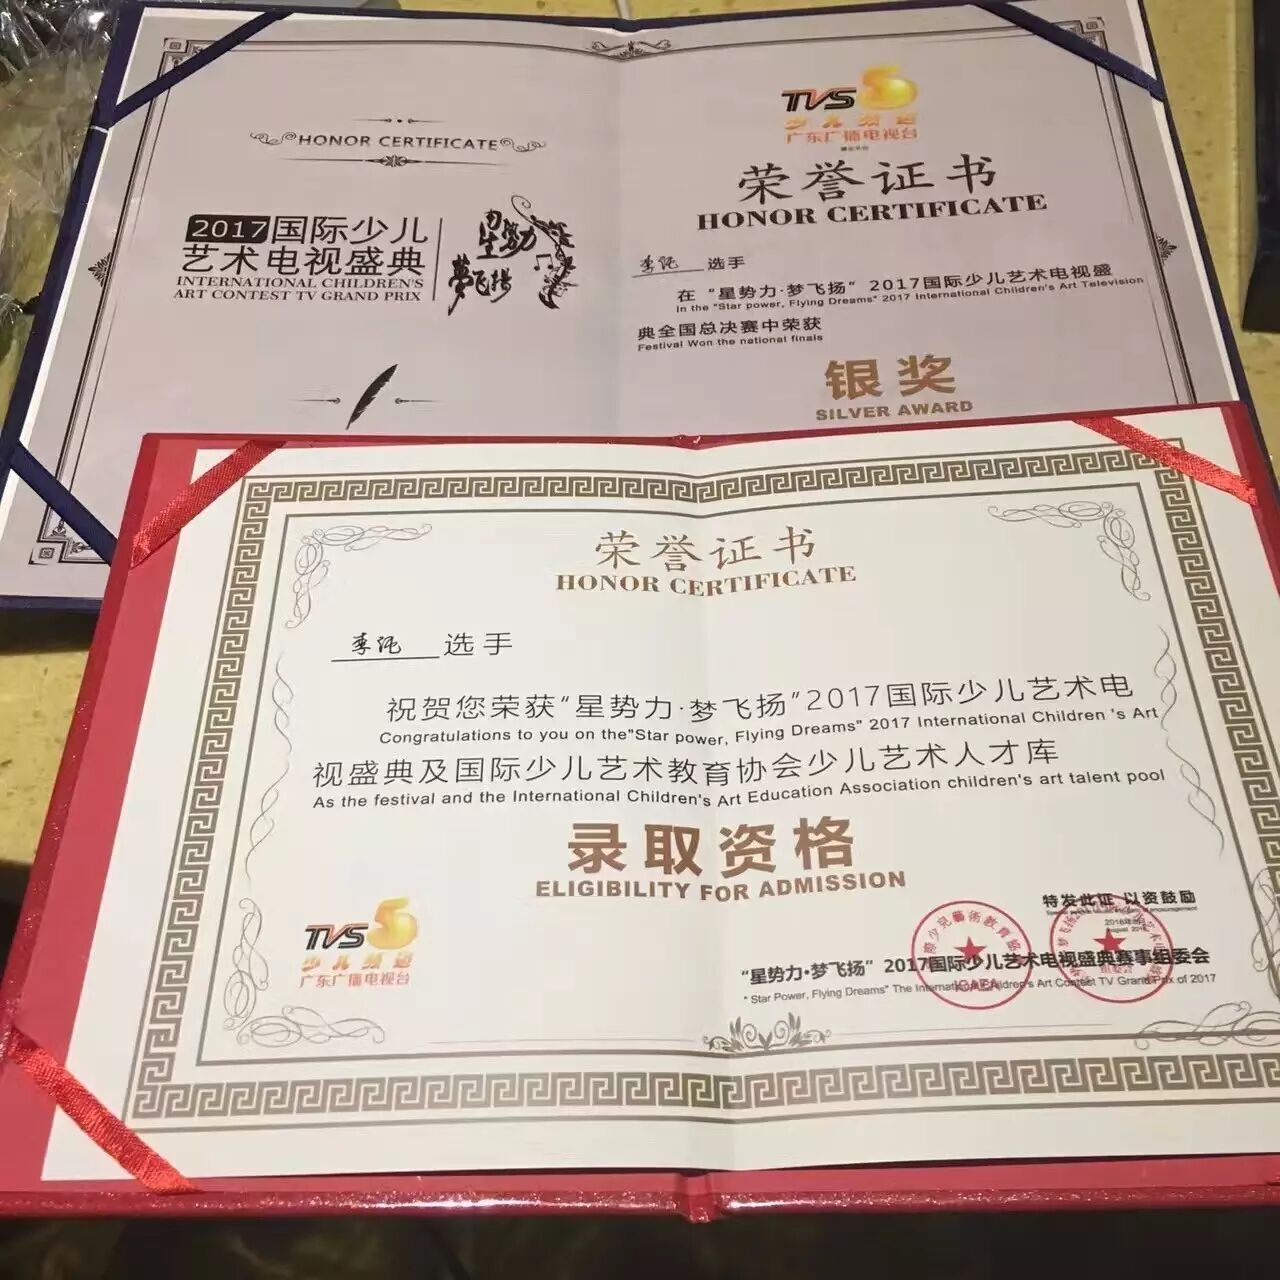 HONOR CERTIFICATE
2017国际少儿
艺术电视盛典
INTERNATIONAL CHILDREN'S
ART CONTEST TV GRAND PRIX
星势力
梦飞扬
TVS5
少儿频道
广东广播电视台
荣誉证书
HONOR CERTIFICATE
选手
在“星势力·梦飞扬”2017国际少儿艺术电视盛
In the "Star power, Flying Dreams" 2017 International Children's Art Television
典全国总决赛中荣获
Festival Won the national finals
银奖
SILVER AWARD
荣誉证书
HONOR CERTIFICATE
选手
祝贺您荣获“星势力·梦飞扬”2017国际少儿艺术电
Congratulations to you on the"Star power, Flying Dreams" 2017 International Children 's Art
视盛典及国际少儿艺术教育协会少儿艺术人才库
As the festival and the International Children's Art Education Association children's art talent pool
录取资格
ELIGIBILITY FOR ADMISSION
TVS5
少儿频道
广东广播电视台
特发此证 以资鼓励
“星势力·梦飞扬”2017国际少儿艺术电视盛典赛事组委会
" Star Power, Flying Dreams" The International Children's Art Contest TV Grand Prix of 2017